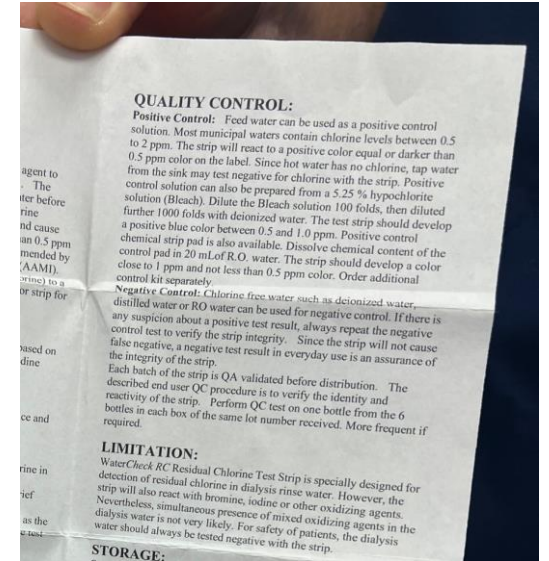 agent to
. The
ter before
rine
nd cause
an 0.5 ppm
mended by
(AAMI).
orine) to a
or strip for
based on
dine
ce and
rine in
rief
as the
e test
QUALITY CONTROL:
Positive Control: Feed water can be used as a positive control
solution. Most municipal waters contain chlorine levels between 0.5
to 2 ppm. The strip will react to a positive color equal or darker than
0.5 ppm color on the label. Since hot water has no chlorine, tap water
from the sink may test negative for chlorine with the strip. Positive
control solution can also be prepared from a 5.25 % hypochlorite
solution (Bleach). Dilute the Bleach solution 100 folds, then diluted
further 1000 folds with deionized water. The test strip should develop
a positive blue color between 0.5 and 1.0 ppm. Positive control
chemical strip pad is also available. Dissolve chemical content of the
control pad in 20 mLof R.O. water. The strip should develop a color
close to 1 ppm and not less than 0.5 ppm color. Order additional
control kit separately.
Negative Control: Chlorine free water such as deionized water,
distilled water or RO water can be used for negative control. If there is
any suspicion about a positive test result, always repeat the negative
control test to verify the strip integrity. Since the strip will not cause
false negative, a negative test result in everyday use is an assurance of
the integrity of the strip.
Each batch of the strip is QA validated before distribution. The
described end user QC procedure is to verify the identity and
reactivity of the strip. Perform QC test on one bottle from the 6
bottles in each box of the same lot number received. More frequent if
required.
LIMITATION:
WaterCheck RC Residual Chlorine Test Strip is specially designed for
detection of residual chlorine in dialysis rinse water. However, the
strip will also react with bromine, iodine or other oxidizing agents.
Nevertheless, simultaneous presence of mixed oxidizing agents in the
dialysis water is not very likely. For safety of patients, the dialysis
water should always be tested negative with the strip.
STORAGE: